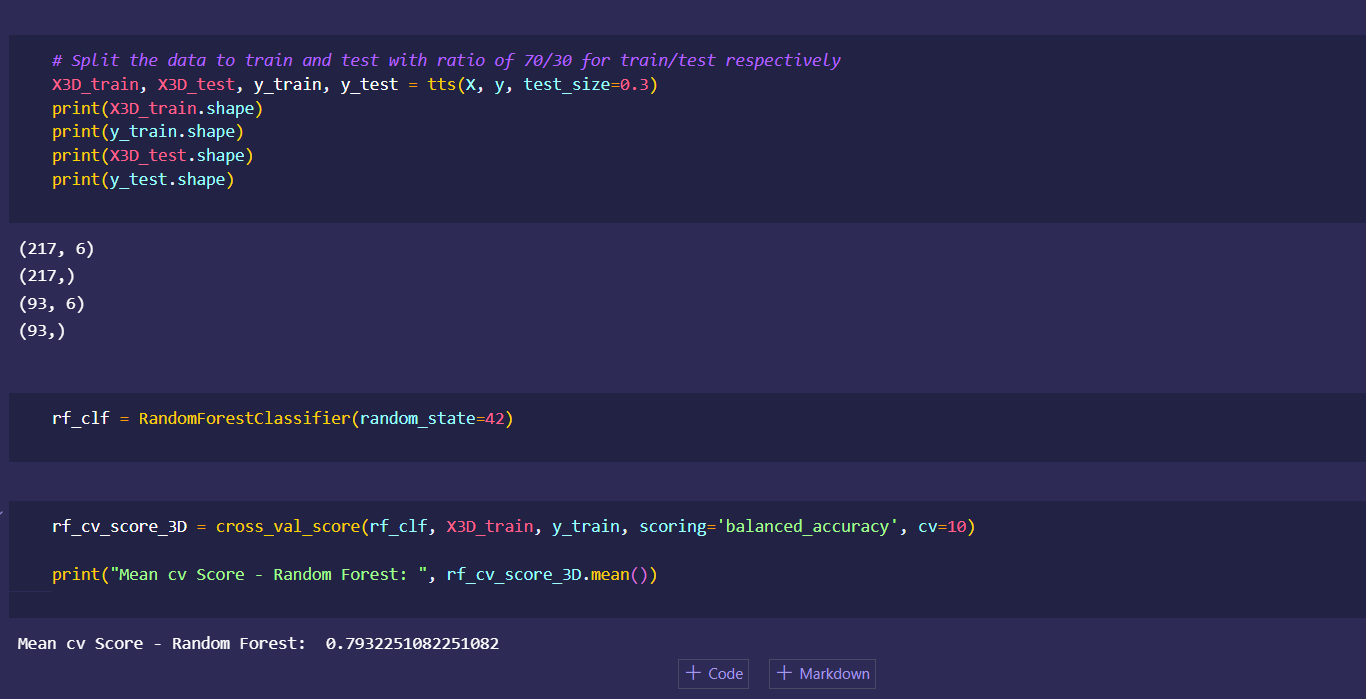 # Split the data to train and test with ratio of 70/30 for train/test respectively
X3D_train, X3D_test, y_train, y_test = tts(X, y, test_size=0.3)
print(X3D_train.shape)
print(y_train.shape)
print(X3D_test.shape)
print(y_test.shape)
(217, 6)
(217,)
(93, 6)
(93,)
rf_clf = RandomForestClassifier(random_state=42)
rf_cv_score_3D = cross_val_score(rf_clf, X3D_train, y_train, scoring='balanced_accuracy', cv=10)
print("Mean cv Score - Random Forest: ", rf_cv_score_3D.mean())
Mean cv Score - Random Forest:  0.7932251082251082
+ Code + Markdown